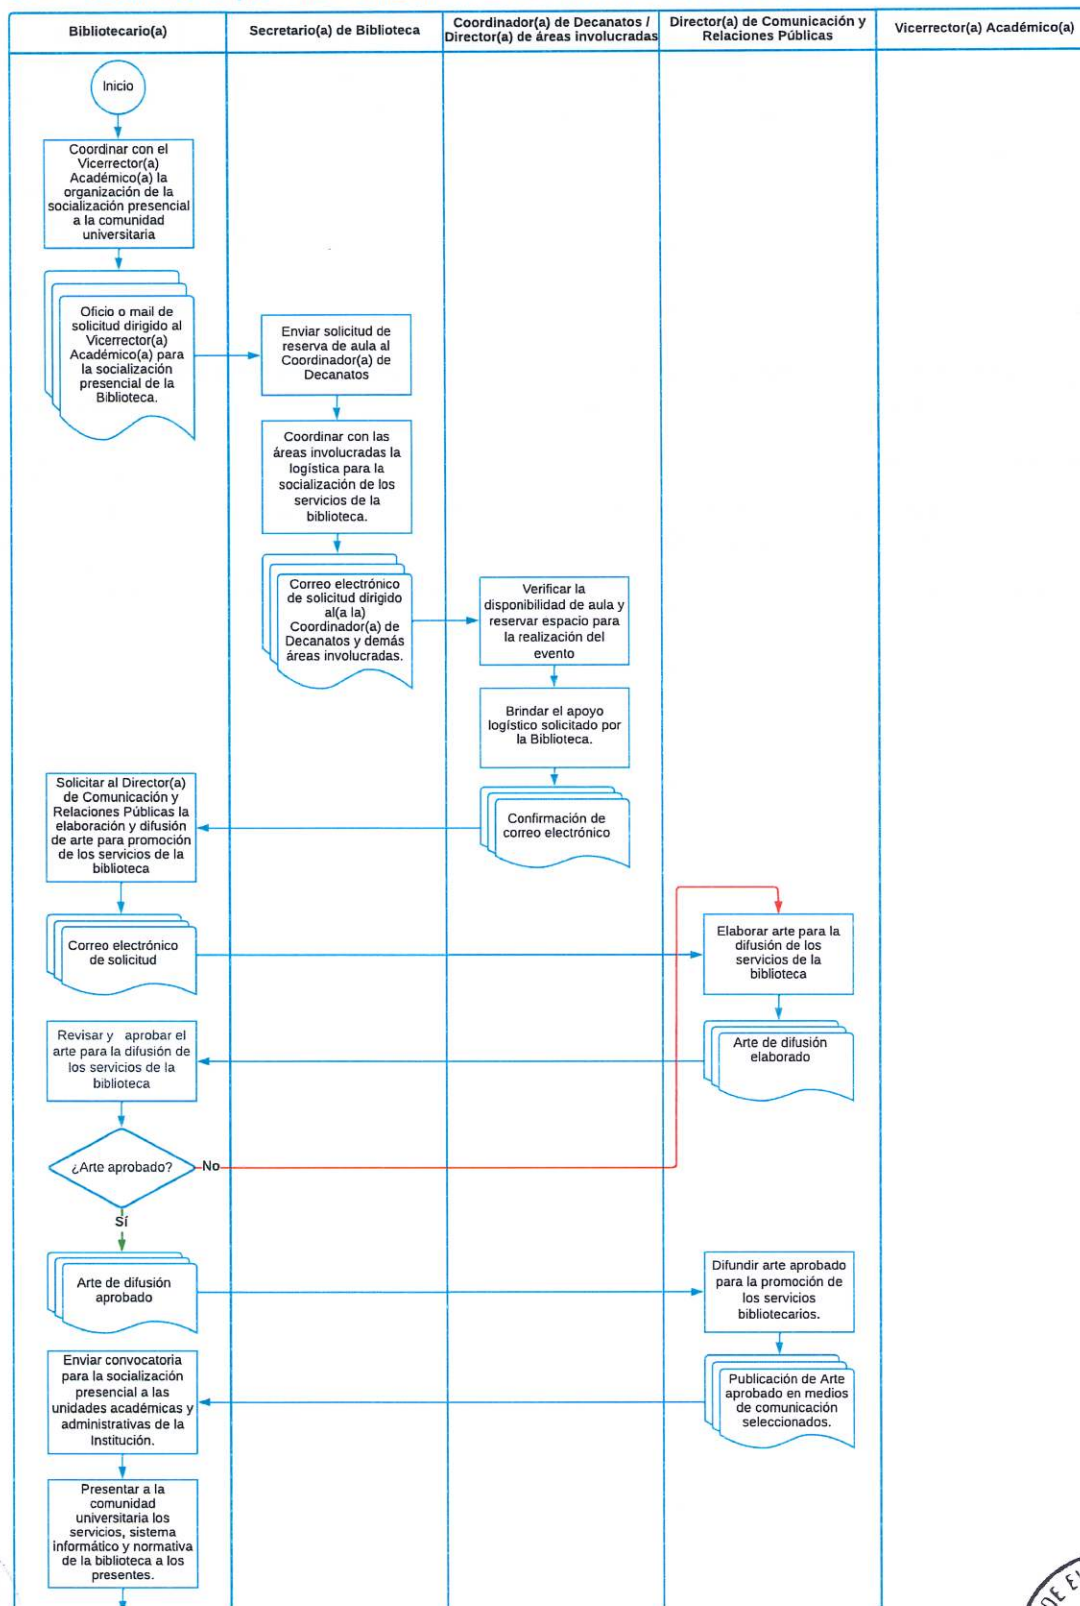 Bibliotecario(a)
Secretario(a) de Biblioteca
Coordinador(a) de Decanatos /
Director(a) de áreas involucradas
Director(a) de Comunicación y
Relaciones Públicas
Vicerrector(a) Académico(a)
Inicio
Coordinar con el
Vicerrector(a)
Académico(a) la
organización de la
socialización presencial
a la comunidad
universitaria
Oficio o mail de
solicitud dirigido al
Vicerrector(a)
Académico(a) para
la socialización
presencial de la
Biblioteca.
Enviar solicitud de
reserva de aula al
Coordinador(a) de
Decanatos
Coordinar con las
áreas involucradas la
logística para la
socialización de los
servicios de la
biblioteca.
Correo electrónico
de solicitud dirigido
al(a la)
Coordinador(a) de
Decanatos y demás
áreas involucradas.
Verificar la
disponibilidad de aula y
reservar espacio para
la realización del
evento
Brindar el apoyo
logístico solicitado por
la Biblioteca.
Confirmación de
correo electrónico
Solicitar al Director(a)
de Comunicación y
Relaciones Públicas la
elaboración y difusión
de arte para promoción
de los servicios de la
biblioteca
Correo electrónico
de solicitud
Elaborar arte para la
difusión de los
servicios de la
biblioteca
Arte de difusión
elaborado
Revisar y aprobar el
arte para la difusión de
los servicios de la
biblioteca
¿Arte aprobado?
No
Sí
Arte de difusión
aprobado
Difundir arte aprobado
para la promoción de
los servicios
bibliotecarios.
Publicación de Arte
aprobado en medios
de comunicación
seleccionados.
Enviar convocatoria
para la socialización
presencial a las
unidades académicas y
administrativas de la
Institución.
Presentar a la
comunidad
universitaria los
servicios, sistema
informático y normativa
de la biblioteca a los
presentes.
DE